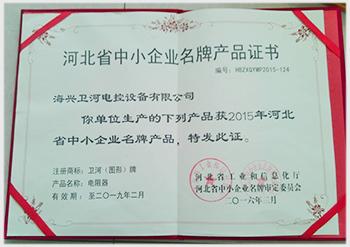 河北省中小企业名牌产品证书
编号：HBZXQYMP2015-124
海兴卫河电控设备有限公司
你单位生产的下列产品获2015年河北
省中小企业名牌产品，特发此证。
注册商标：卫河（图形）牌
产品名称：电阻器
有效期：至二〇一九年二月
河北省工业和信息化厅
河北省中小企业名牌审定委员会
二〇一六年三月